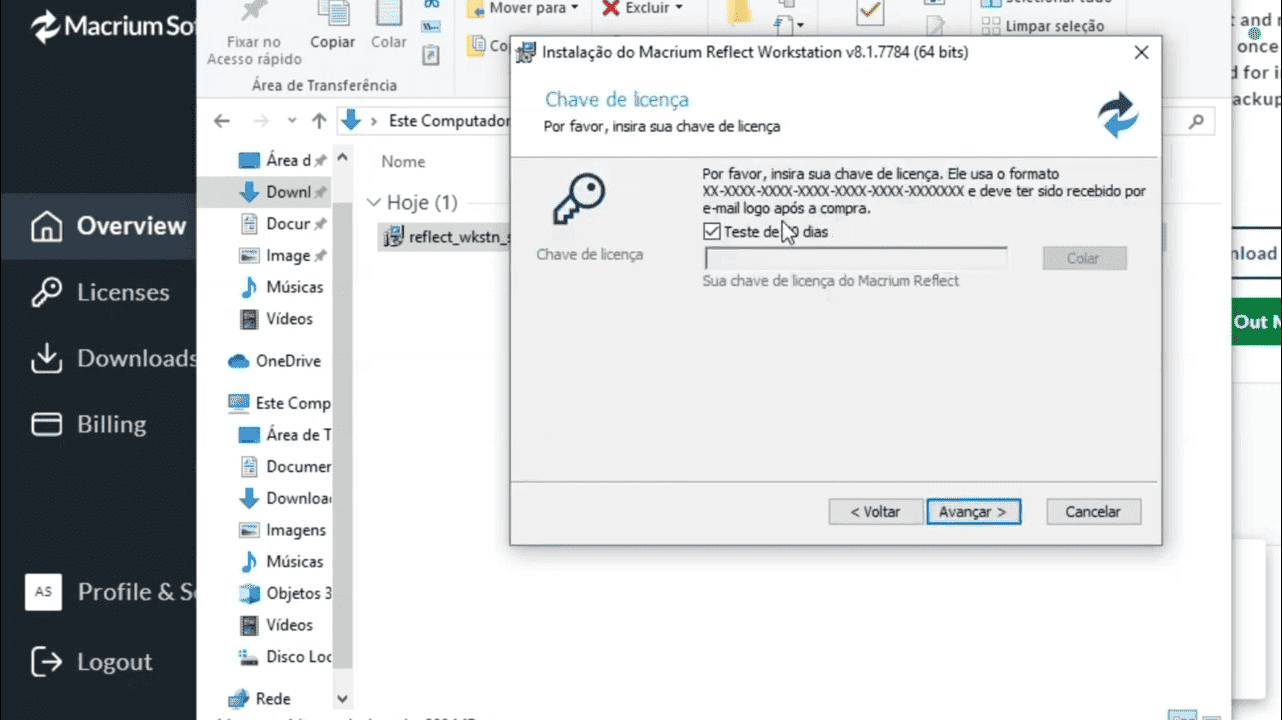 Macrium Sof
Overview
Licenses
Downloads
Billing
AS
Profile & Se
Logout
Fixar no
Acesso rápido
Copiar
Colar
Mover para
Excluir
Limpar seleção
Área de Transferência
Este Computador
Nome
Hoje (1)
reflect_wkstn_s
Área d
Downl
Docur
Image
Músicas
Vídeos
OneDrive
Este Comp
Área de T
Documer
Downloa
Imagens
Músicas
Objetos 3
Vídeos
Disco Loc
Rede
Instalação do Macrium Reflect Workstation v8.1.7784 (64 bits)
Chave de licença
Por favor, insira sua chave de licença
Por favor, insira sua chave de licença. Ele usa o formato
XX-XXXX-XXXX-XXXX-XXXX-XXXX-XXXXXXX e deve ter sido recebido por
e-mail logo após a compra.
Teste de 0 dias
Chave de licença
Colar
Sua chave de licença do Macrium Reflect
< Voltar
Avançar >
Cancelar
t and r
once
d for i
ackup
nload
Out M